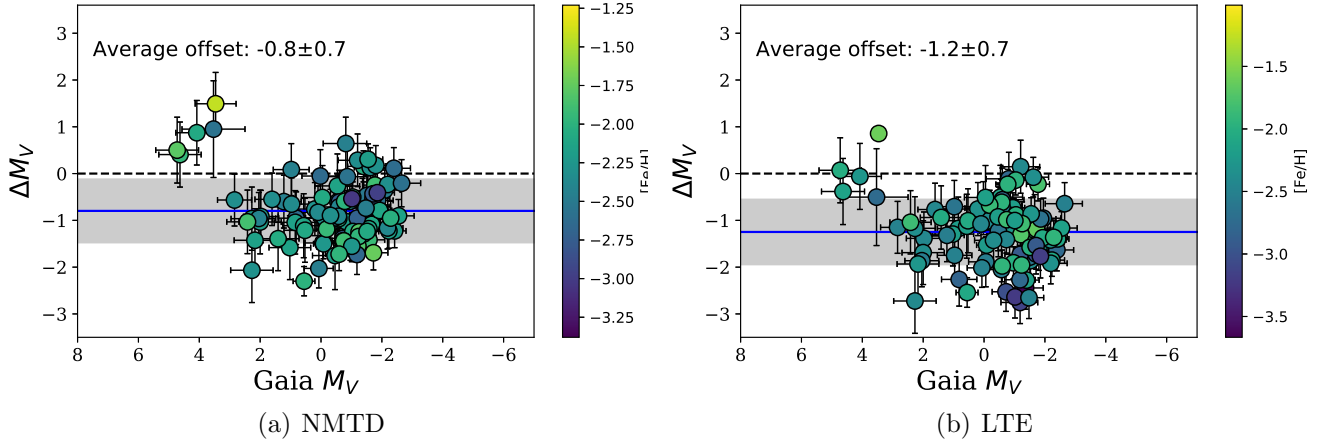 Average offset: -0.8±0.7
ΔM_V
3
2
1
0
−1
−2
−3
8 6 4 2 0 −2 −4 −6
Gaia M_V
−1.25
−1.50
−1.75
−2.00
−2.25
−2.50
−2.75
−3.00
−3.25
[Fe/H]
(a) NMTD
Average offset: -1.2±0.7
ΔM_V
3
2
1
0
−1
−2
−3
8 6 4 2 0 −2 −4 −6
Gaia M_V
−1.5
−2.0
−2.5
−3.0
−3.5
[Fe/H]
(b) LTE